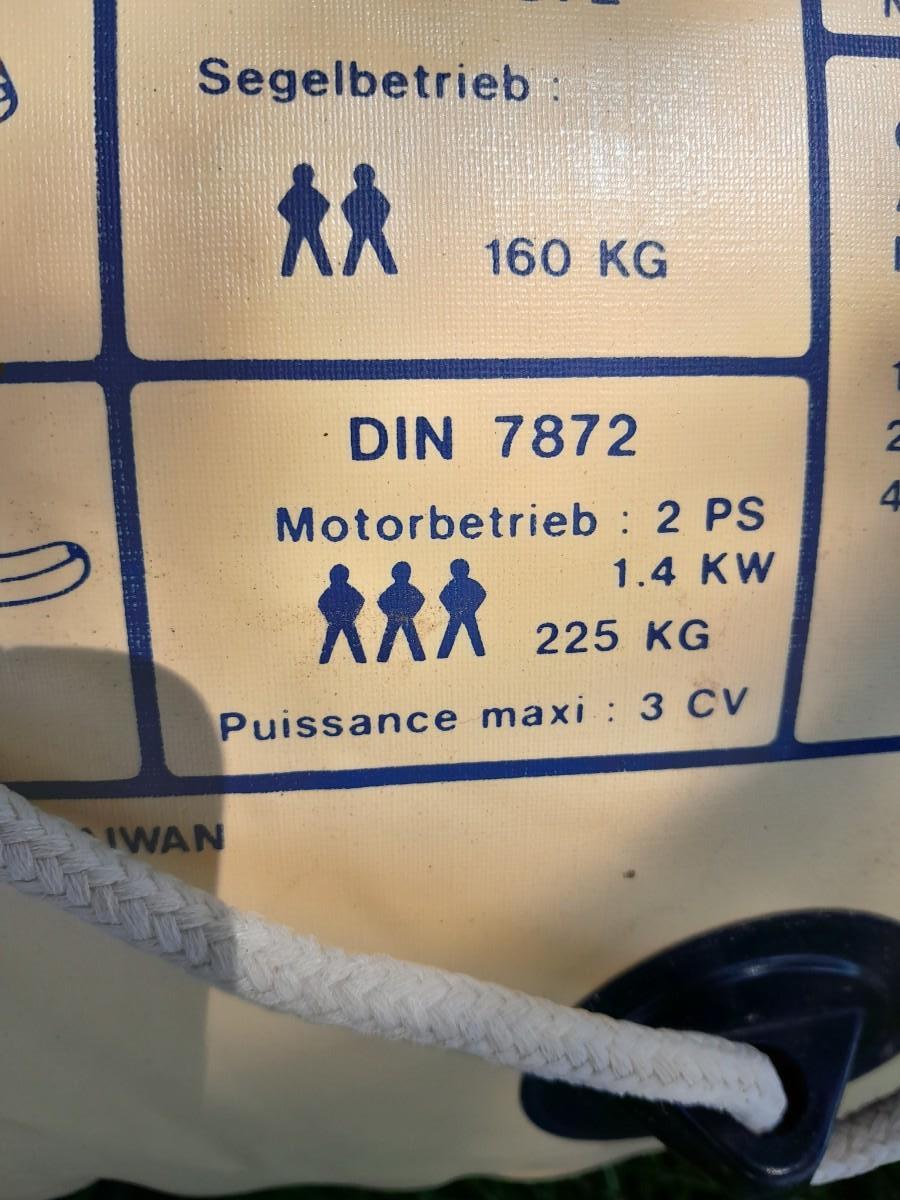 Segelbetrieb :
160 KG
DIN 7872
Motorbetrieb : 2 PS
1.4 KW
225 KG
Puissance maxi : 3 CV